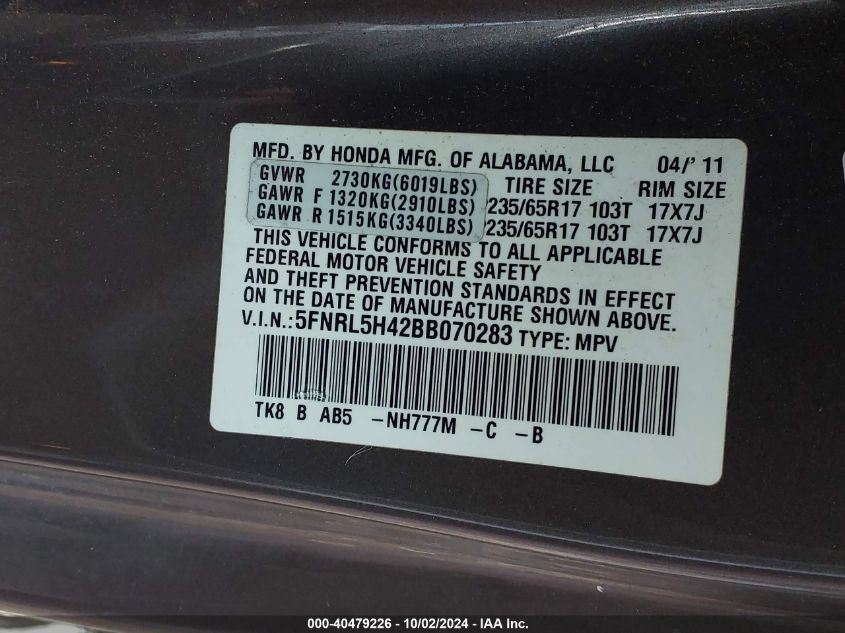 MFD. BY HONDA MFG. OF ALABAMA, LLC 04/'11
GVWR 2730KG(6019LBS) TIRE SIZE RIM SIZE
GAWR F 1320KG(2910LBS) 235/65R17 103T 17X7J
GAWR R 1515KG(3340LBS) 235/65R17 103T 17X7J
THIS VEHICLE CONFORMS TO ALL APPLICABLE
FEDERAL MOTOR VEHICLE SAFETY
AND THEFT PREVENTION STANDARDS IN EFFECT
ON THE DATE OF MANUFACTURE SHOWN ABOVE.
V.I.N.:5FNRL5H42BB070283 TYPE: MPV
TK8 B AB5 -NH777M -C -B
000-40479226 - 10/02/2024 - IAA Inc.